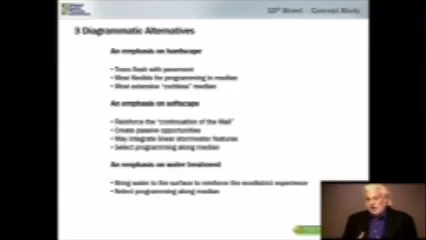 10th Street - Concept Study
3 Diagrammatic Alternatives
An emphasis on hardscape
• Trees flush with pavement
• Most flexible for programming in median
• Most extensive "curbless" median
An emphasis on softscape
• Reinforce the "continuation of the Mall"
• Create passive opportunities
• May integrate linear stormwater features
• Select programming along median
An emphasis on water treatment
• Bring water to the surface to reinforce the ecodistrict experience
• Select programming along median